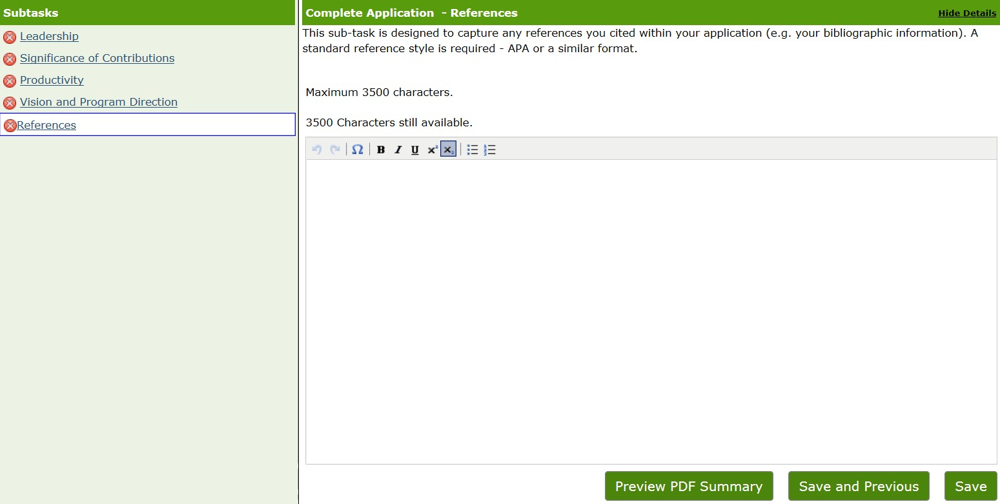 Subtasks
Leadership
Significance of Contributions
Productivity
Vision and Program Direction
References
Complete Application - References
Hide Details
This sub-task is designed to capture any references you cited within your application (e.g. your bibliographic information). A
standard reference style is required - APA or a similar format.
Maximum 3500 characters.
3500 Characters still available.
Ω B I U x² x₂
Preview PDF Summary
Save and Previous
Save